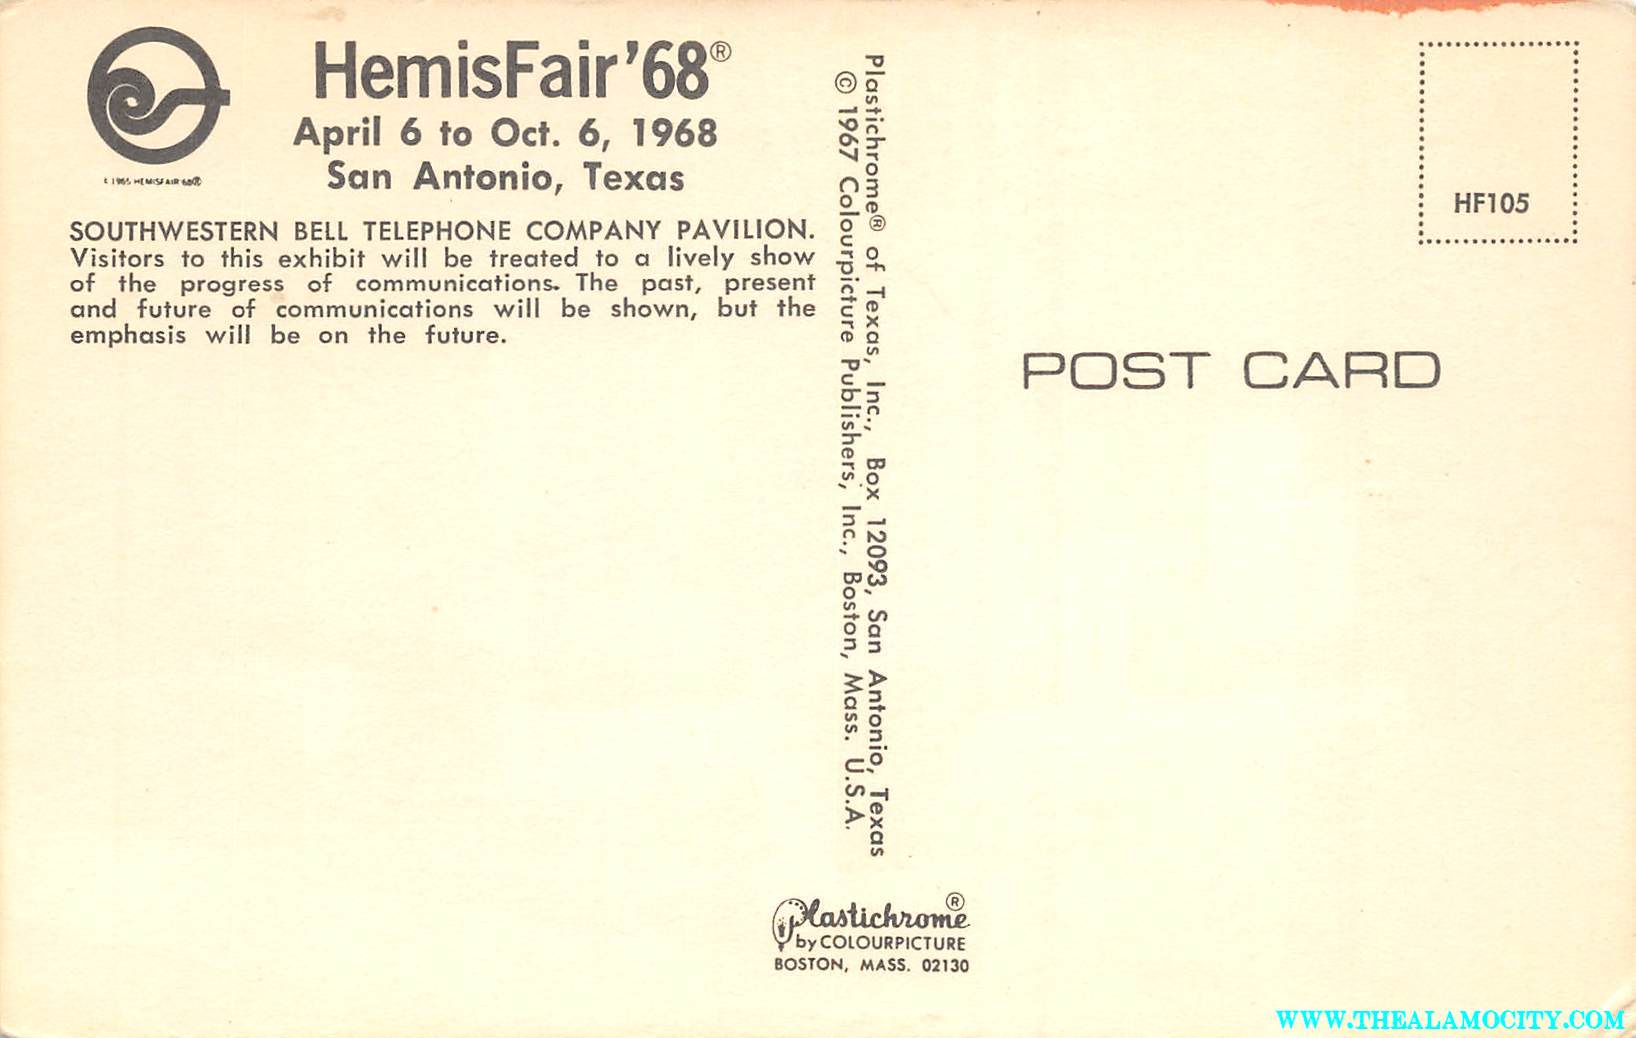 HemisFair '68®
April 6 to Oct. 6, 1968
San Antonio, Texas
© 1965 HEMISFAIR '68®
SOUTHWESTERN BELL TELEPHONE COMPANY PAVILION.
Visitors to this exhibit will be treated to a lively show
of the progress of communications. The past, present
and future of communications will be shown, but the
emphasis will be on the future.
Plastichrome® of Texas, Inc., Box 12093, San Antonio, Texas
© 1967 Colourpicture Publishers, Inc., Boston, Mass. U.S.A.
Plastichrome®
by COLOURPICTURE
BOSTON, MASS. 02130
HF105
POST CARD
WWW.THEALAMOCITY.COM